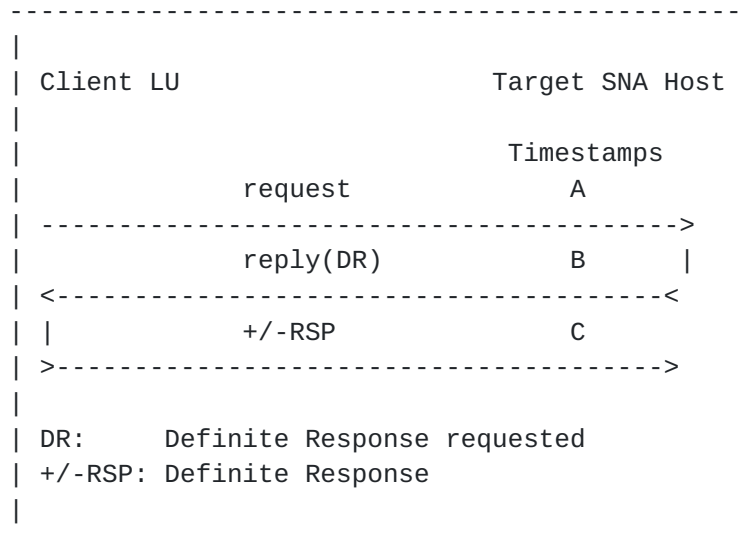 -----------------------------------------------
|
| Client LU                    Target SNA Host
|
|                               Timestamps
|              request              A
| ----------------------------------------->
|              reply(DR)            B      |
| <---------------------------------------<
| |            +/-RSP               C
| >--------------------------------------->
|
| DR:     Definite Response requested
| +/-RSP: Definite Response
|